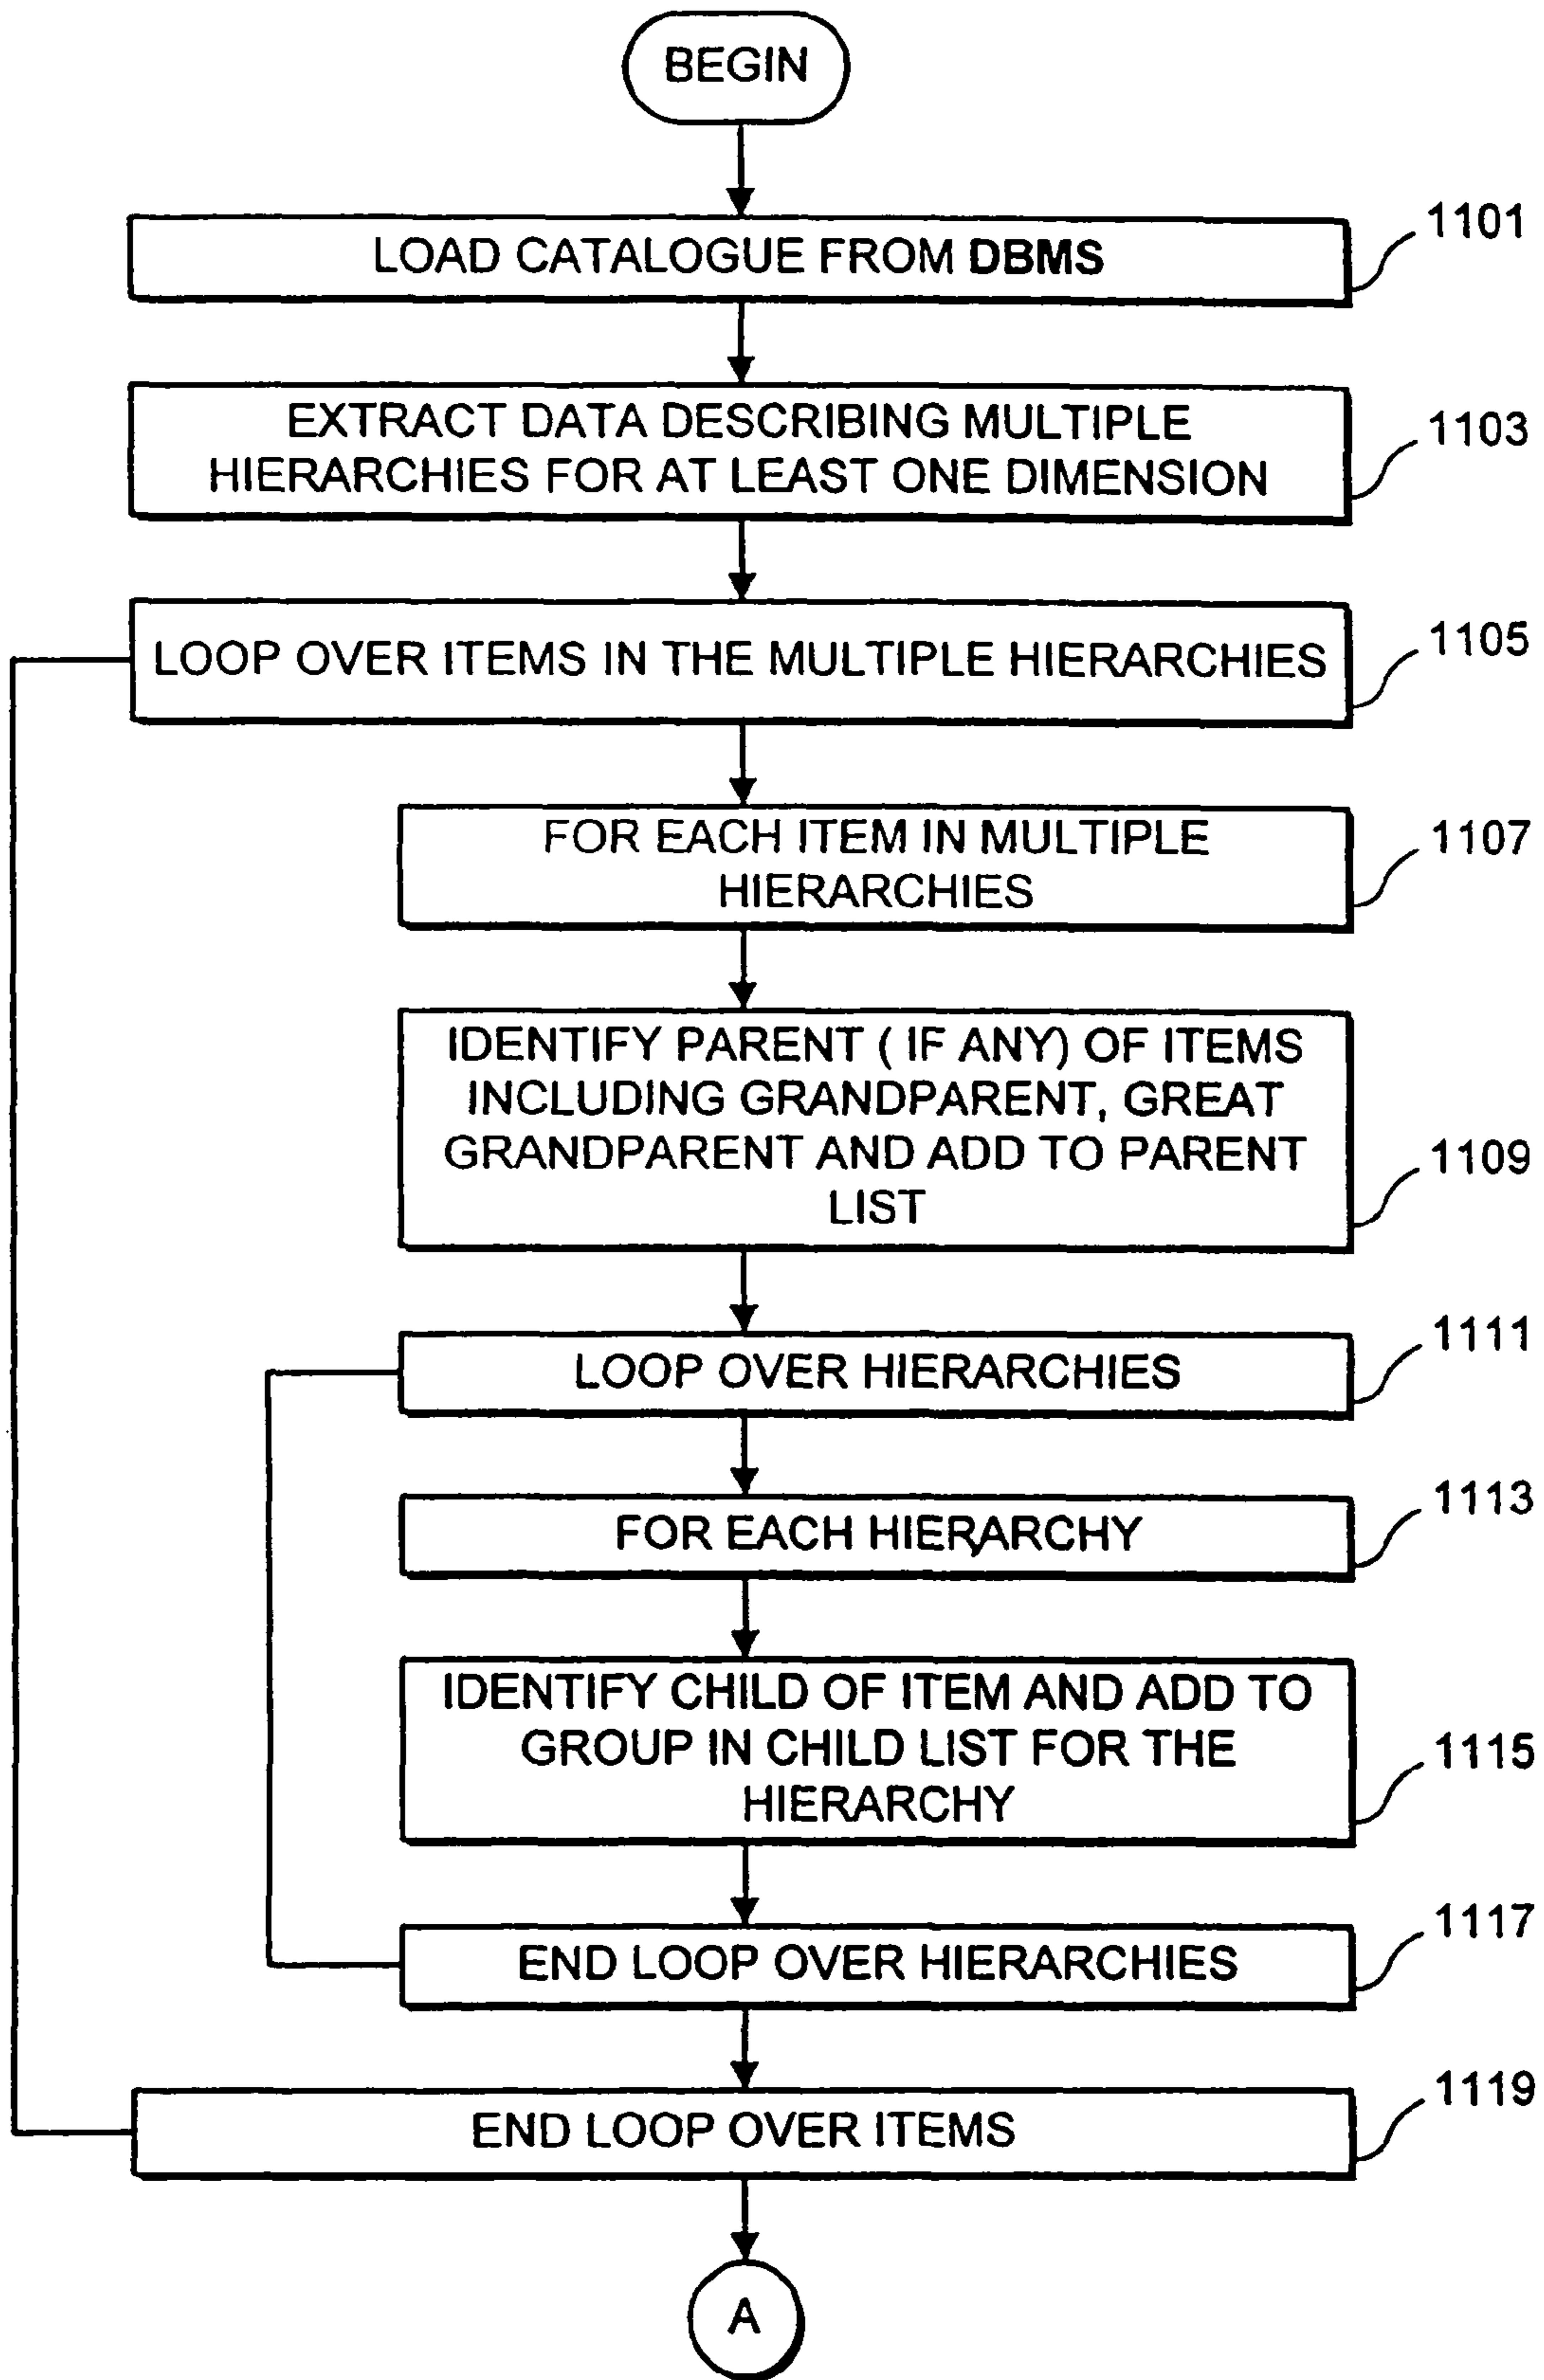 BEGIN
LOAD CATALOGUE FROM DBMS
1101
EXTRACT DATA DESCRIBING MULTIPLE
HIERARCHIES FOR AT LEAST ONE DIMENSION
1103
LOOP OVER ITEMS IN THE MULTIPLE HIERARCHIES
1105
FOR EACH ITEM IN MULTIPLE
HIERARCHIES
1107
IDENTIFY PARENT ( IF ANY) OF ITEMS
INCLUDING GRANDPARENT, GREAT
GRANDPARENT AND ADD TO PARENT
LIST
1109
LOOP OVER HIERARCHIES
1111
FOR EACH HIERARCHY
1113
IDENTIFY CHILD OF ITEM AND ADD TO
GROUP IN CHILD LIST FOR THE
HIERARCHY
1115
END LOOP OVER HIERARCHIES
1117
END LOOP OVER ITEMS
1119
A